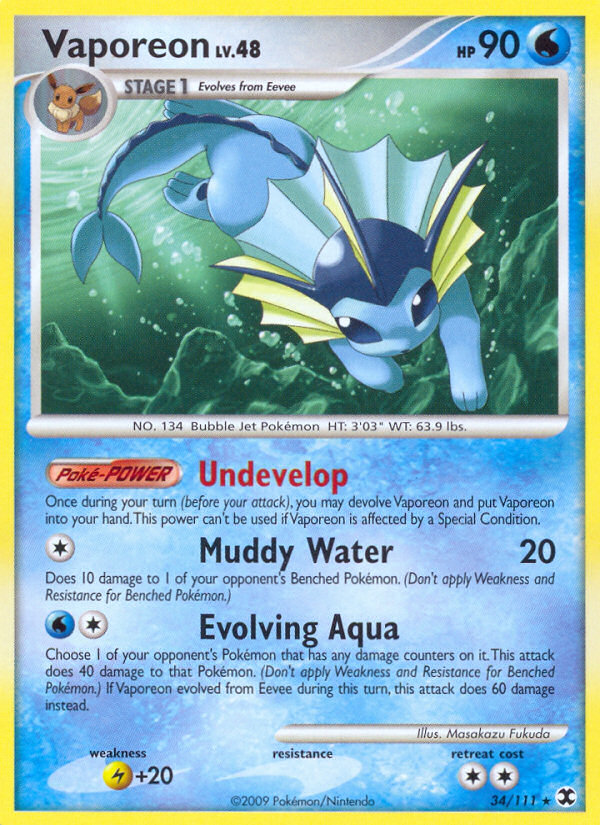 Vaporeon LV.48 HP 90
STAGE 1 Evolves from Eevee
NO. 134 Bubble Jet Pokémon HT: 3'03" WT: 63.9 lbs.
Poké-POWER Undevelop
Once during your turn (before your attack), you may devolve Vaporeon and put Vaporeon
into your hand. This power can't be used if Vaporeon is affected by a Special Condition.
Muddy Water 20
Does 10 damage to 1 of your opponent's Benched Pokémon. (Don't apply Weakness and
Resistance for Benched Pokémon.)
Evolving Aqua
Choose 1 of your opponent's Pokémon that has any damage counters on it. This attack
does 40 damage to that Pokémon. (Don't apply Weakness and Resistance for Benched
Pokémon.) If Vaporeon evolved from Eevee during this turn, this attack does 60 damage
instead.
Illus. Masakazu Fukuda
weakness resistance retreat cost
+20
©2009 Pokémon/Nintendo 34/111 ★